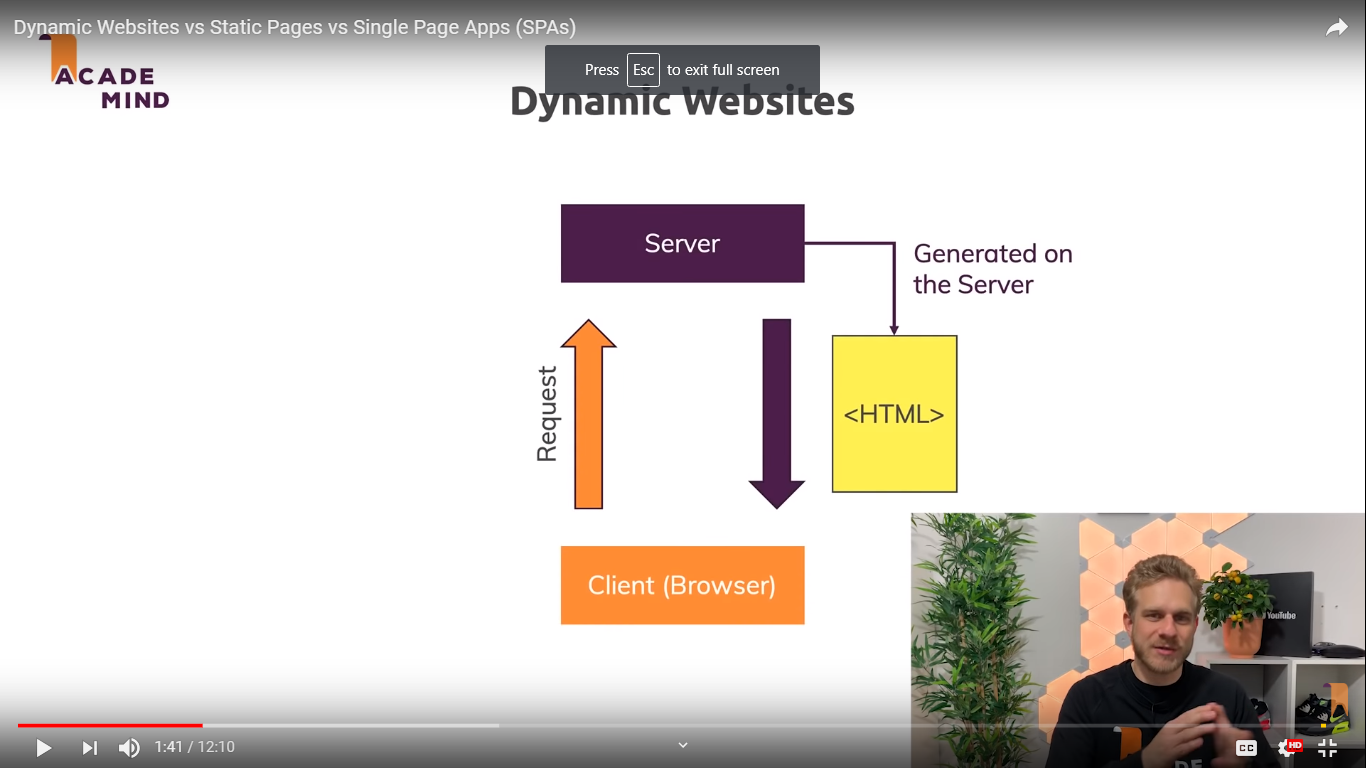 Dynamic Websites vs Static Pages vs Single Page Apps (SPAs)
ACADE
MIND
Press Esc to exit full screen
Dynamic Websites
Server
Generated on
the Server
Request
<HTML>
Client (Browser)
YouTube
DE
1:41 / 12:10
CC
HD